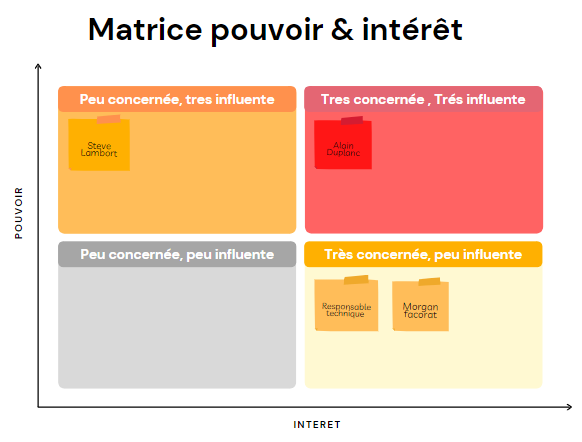 Matrice pouvoir & intérêt
Peu concernée, tres influente
Tres concernée , Trés influente
Steve
Lambort
Alain
Duplanc
POUVOIR
Peu concernée, peu influente
Très concernée, peu influente
Responsable
technique
Morgan
facorat
INTERET